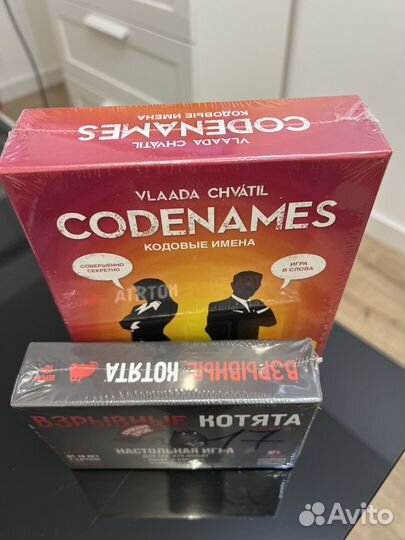 VLAADA CHVÁTIL
CODENAMES
КОДОВЫЕ ИМЕНА
VLAADA CHVÁTIL
CODENAMES
КОДОВЫЕ ИМЕНА
СОВЕРШЕННО
СЕКРЕТНО
ИГРА
В СЛОВА
ВЗРЫВНЫЕ КОТЯТА
ВЗРЫВНЫЕ КОТЯТА
НАСТОЛЬНАЯ ИГРА
Avito